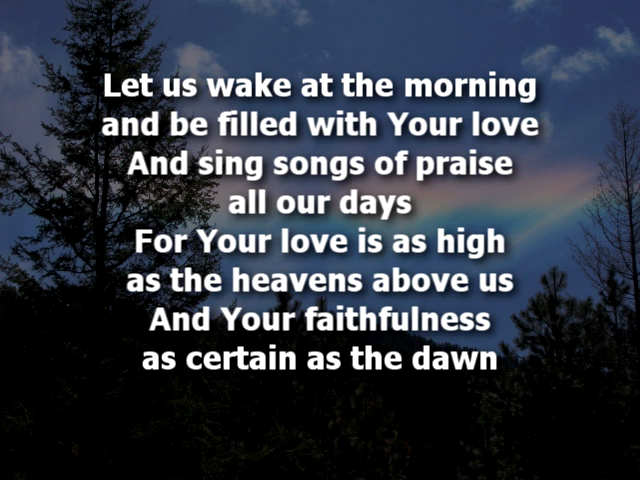 Let us wake at the morning
and be filled with Your love
And sing songs of praise
all our days
For Your love is as high
as the heavens above us
And Your faithfulness
as certain as the dawn